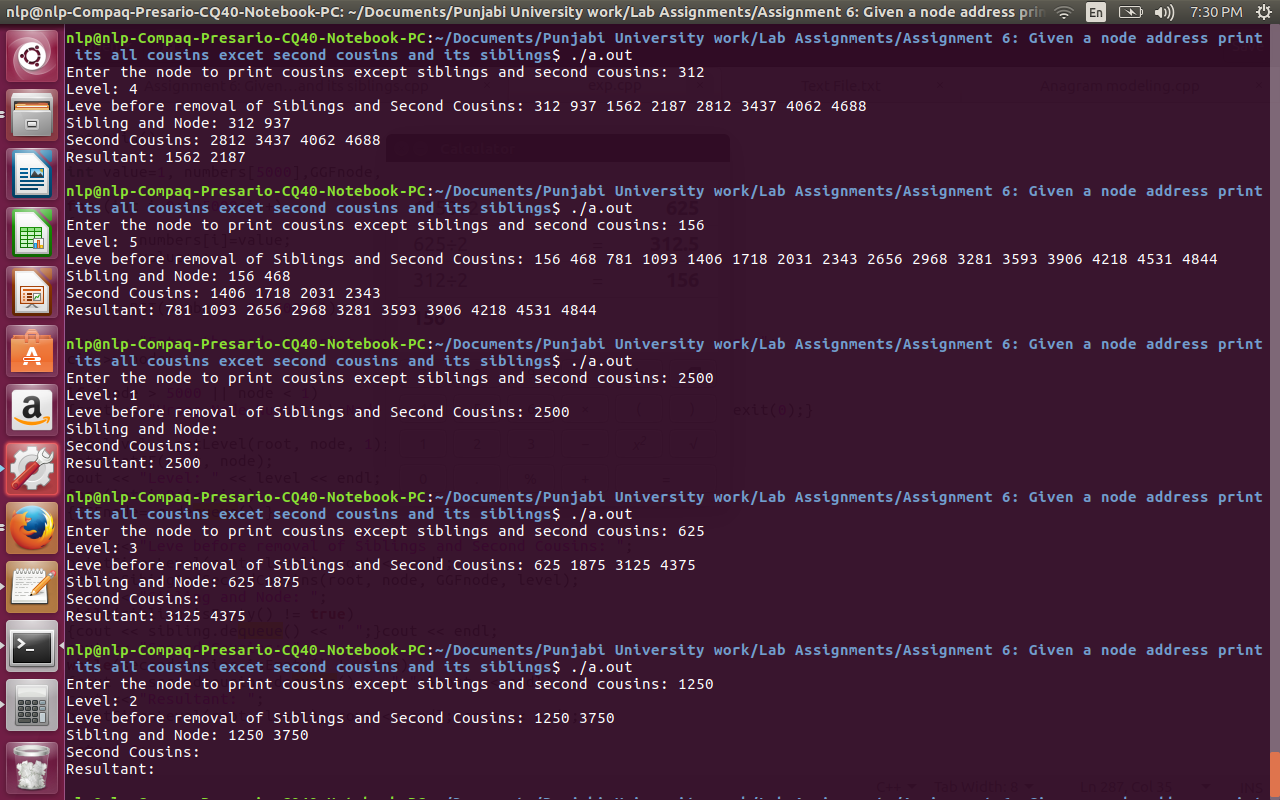 nlp@nlp-Compaq-Presario-CQ40-Notebook-PC: ~/Documents/Punjabi University work/Lab Assignments/Assignment 6: Given a node address prin En 7:30 PM
nlp@nlp-Compaq-Presario-CQ40-Notebook-PC:~/Documents/Punjabi University work/Lab Assignments/Assignment 6: Given a node address print
its all cousins excet second cousins and its siblings$ ./a.out
Enter the node to print cousins except siblings and second cousins: 312
Level: 4
Leve before removal of Siblings and Second Cousins: 312 937 1562 2187 2812 3437 4062 4688
Sibling and Node: 312 937
Second Cousins: 2812 3437 4062 4688
Resultant: 1562 2187
nlp@nlp-Compaq-Presario-CQ40-Notebook-PC:~/Documents/Punjabi University work/Lab Assignments/Assignment 6: Given a node address print
its all cousins excet second cousins and its siblings$ ./a.out
Enter the node to print cousins except siblings and second cousins: 156
Level: 5
Leve before removal of Siblings and Second Cousins: 156 468 781 1093 1406 1718 2031 2343 2656 2968 3281 3593 3906 4218 4531 4844
Sibling and Node: 156 468
Second Cousins: 1406 1718 2031 2343
Resultant: 781 1093 2656 2968 3281 3593 3906 4218 4531 4844
nlp@nlp-Compaq-Presario-CQ40-Notebook-PC:~/Documents/Punjabi University work/Lab Assignments/Assignment 6: Given a node address print
its all cousins excet second cousins and its siblings$ ./a.out
Enter the node to print cousins except siblings and second cousins: 2500
Level: 1
Leve before removal of Siblings and Second Cousins: 2500
Sibling and Node:
Second Cousins:
Resultant: 2500
nlp@nlp-Compaq-Presario-CQ40-Notebook-PC:~/Documents/Punjabi University work/Lab Assignments/Assignment 6: Given a node address print
its all cousins excet second cousins and its siblings$ ./a.out
Enter the node to print cousins except siblings and second cousins: 625
Level: 3
Leve before removal of Siblings and Second Cousins: 625 1875 3125 4375
Sibling and Node: 625 1875
Second Cousins:
Resultant: 3125 4375
nlp@nlp-Compaq-Presario-CQ40-Notebook-PC:~/Documents/Punjabi University work/Lab Assignments/Assignment 6: Given a node address print
its all cousins excet second cousins and its siblings$ ./a.out
Enter the node to print cousins except siblings and second cousins: 1250
Level: 2
Leve before removal of Siblings and Second Cousins: 1250 3750
Sibling and Node: 1250 3750
Second Cousins:
Resultant: